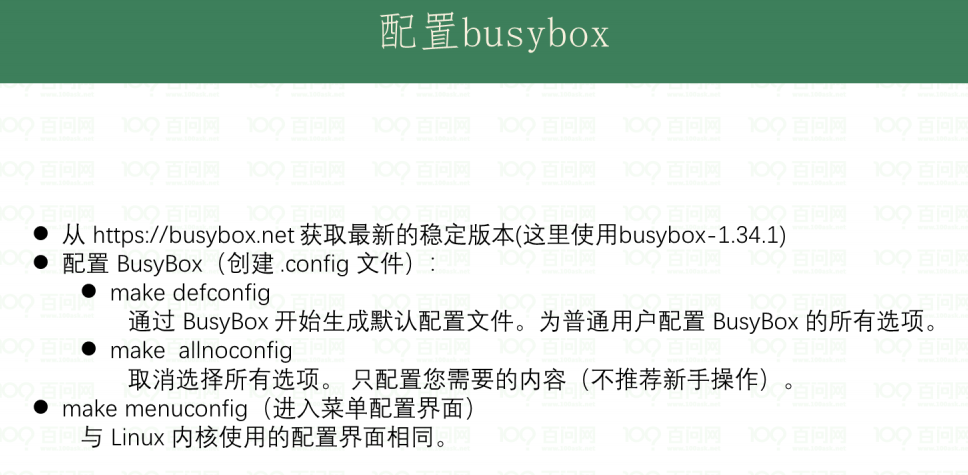 配置busybox
● 从 https://busybox.net 获取最新的稳定版本(这里使用busybox-1.34.1)
● 配置 BusyBox（创建 .config 文件）:
● make defconfig
通过 BusyBox 开始生成默认配置文件。为普通用户配置 BusyBox 的所有选项。
● make  allnoconfig
取消选择所有选项。 只配置您需要的内容（不推荐新手操作）。
● make menuconfig（进入菜单配置界面）
与 Linux 内核使用的配置界面相同。
100 百问网